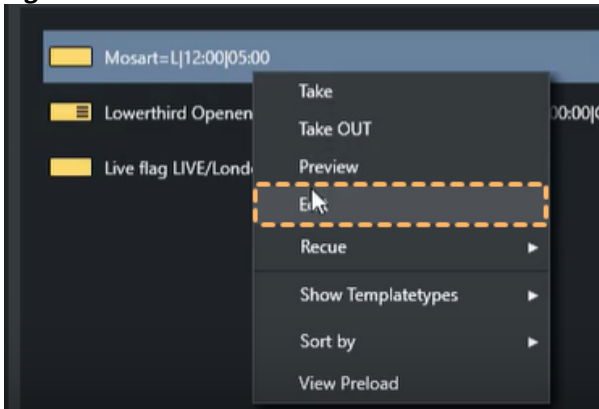 Mosart=L|12:00|05:00
Take
Lowerthird Openen
00:00|
Take OUT
Live flag LIVE/Lond
Preview
Recue
Show Templatetypes
Sort by
View Preload